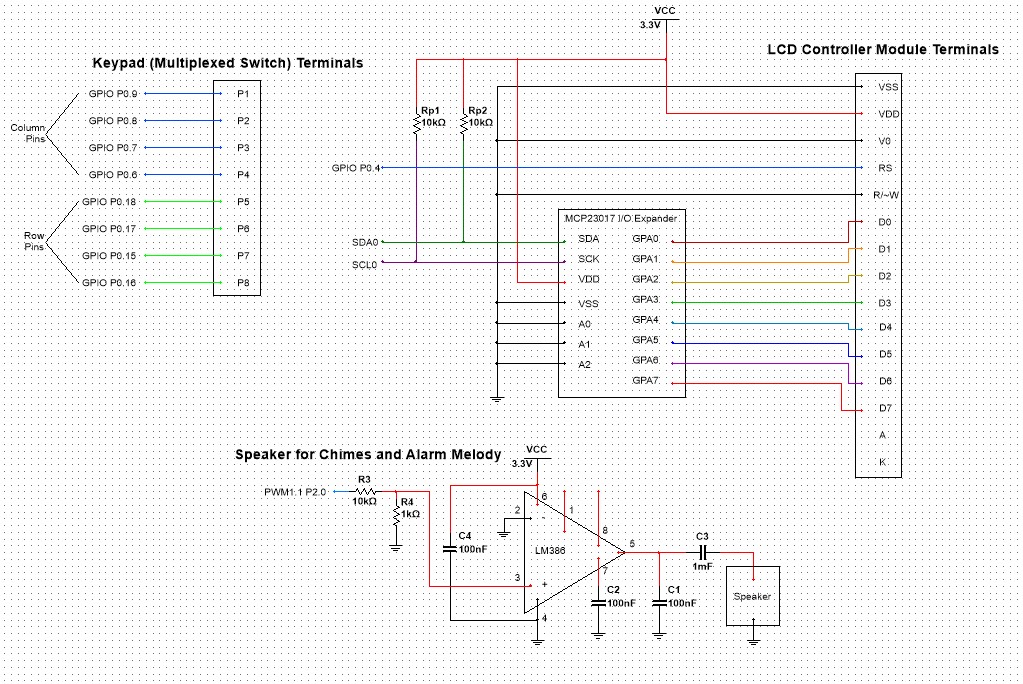 VCC
3.3V
LCD Controller Module Terminals
Keypad (Multiplexed Switch) Terminals
GPIO P0.9 P1
GPIO P0.8 P2
GPIO P0.7 P3
GPIO P0.6 P4
GPIO P0.18 P5
GPIO P0.17 P6
GPIO P0.15 P7
GPIO P0.16 P8
Column
Pins
Row
Pins
Rp1
10kΩ
Rp2
10kΩ
GPIO P0.4
SDA0
SCL0
MCP23017 I/O Expander
SDA GPA0
SCK GPA1
VDD GPA2
VSS GPA3
A0 GPA4
A1 GPA5
A2 GPA6
GPA7
VSS
VDD
V0
RS
R/~W
D0
D1
D2
D3
D4
D5
D6
D7
A
K
Speaker for Chimes and Alarm Melody
VCC
3.3V
PWM1.1 P2.0
R3
10kΩ
R4
1kΩ
C4
100nF
LM386
2
-
3
+
6
1
8
5
7
4
C2
100nF
C1
100nF
C3
1mF
Speaker